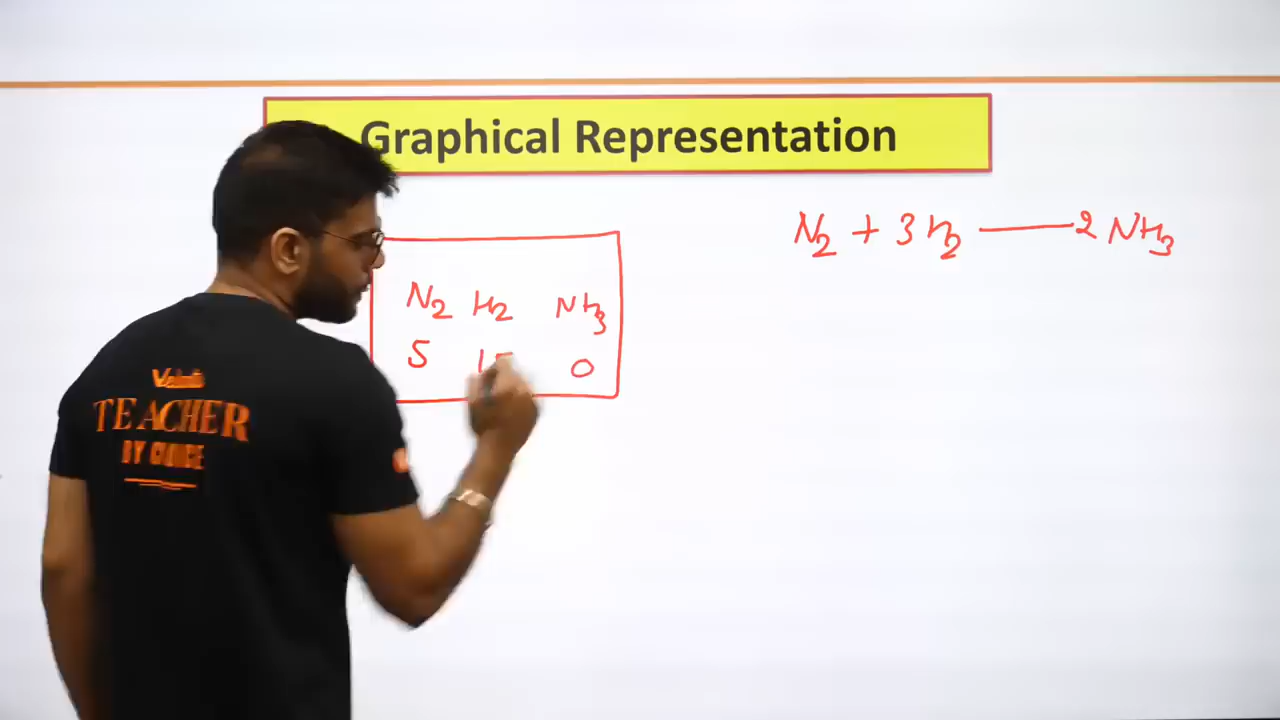 Graphical Representation
N₂ + 3H₂ —— 2NH₃
N₂ H₂ NH₃
5 0
TEACHER
BY CHOICE